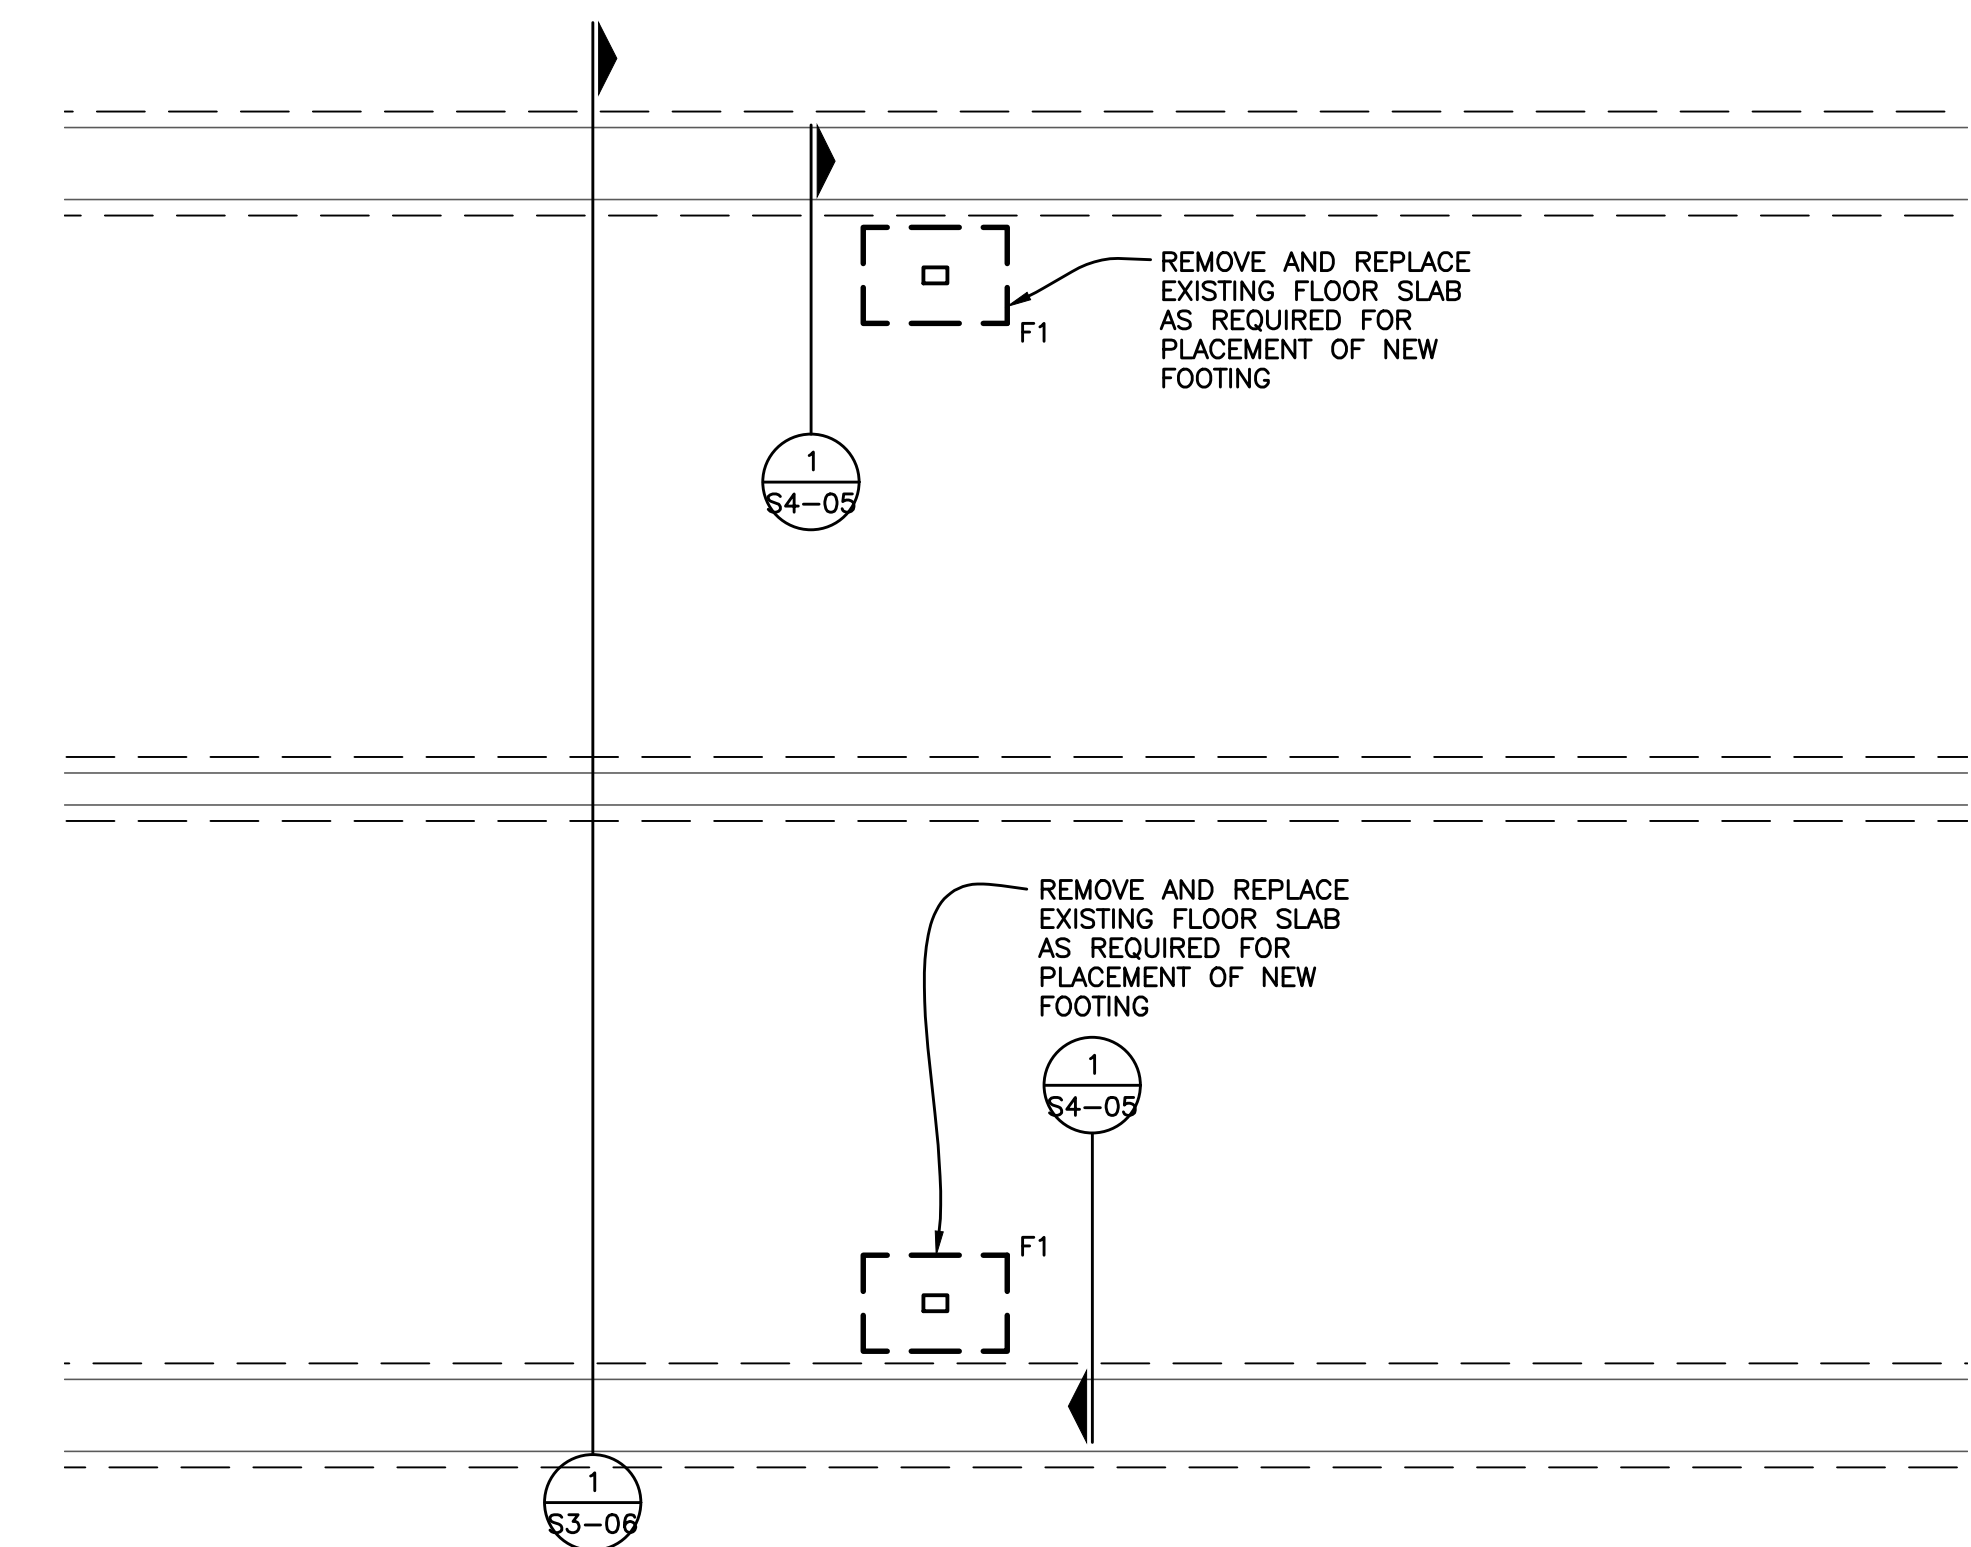 REMOVE AND REPLACE
EXISTING FLOOR SLAB
AS REQUIRED FOR
PLACEMENT OF NEW
FOOTING
F1
1
S4-05
REMOVE AND REPLACE
EXISTING FLOOR SLAB
AS REQUIRED FOR
PLACEMENT OF NEW
FOOTING
1
S4-05
F1
1
S3-06